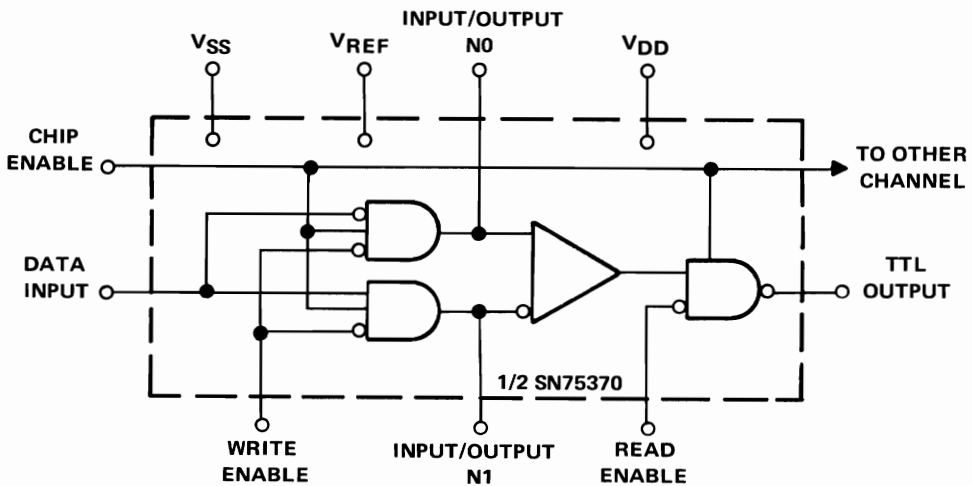 INPUT/OUTPUT
N0
VSS
VREF
VDD
CHIP
ENABLE
TO OTHER
CHANNEL
DATA
INPUT
TTL
OUTPUT
1/2 SN75370
WRITE
ENABLE
INPUT/OUTPUT
N1
READ
ENABLE